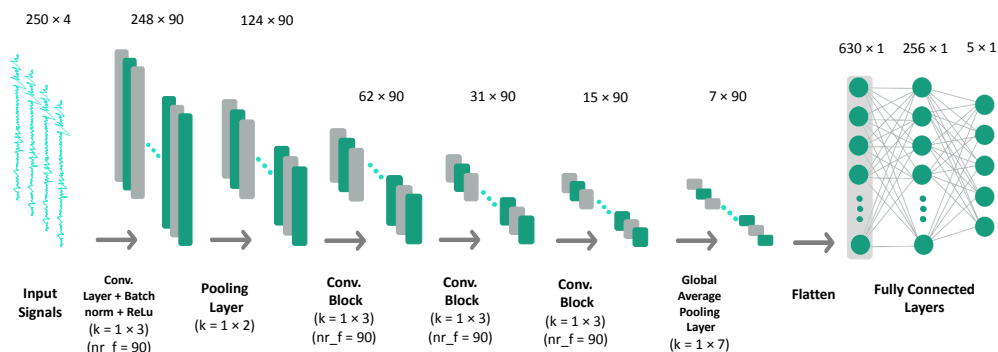 250 × 4
248 × 90
124 × 90
62 × 90
31 × 90
15 × 90
7 × 90
630 × 1
256 × 1
5 × 1
Input
Signals
Conv.
Layer + Batch
norm + ReLu
(k = 1 × 3)
(nr_f = 90)
Pooling
Layer
(k = 1 × 2)
Conv.
Block
(k = 1 × 3)
(nr_f = 90)
Conv.
Block
(k = 1 × 3)
(nr_f = 90)
Conv.
Block
(k = 1 × 3)
(nr_f = 90)
Global
Average
Pooling
Layer
(k = 1 × 7)
Flatten
Fully Connected
Layers